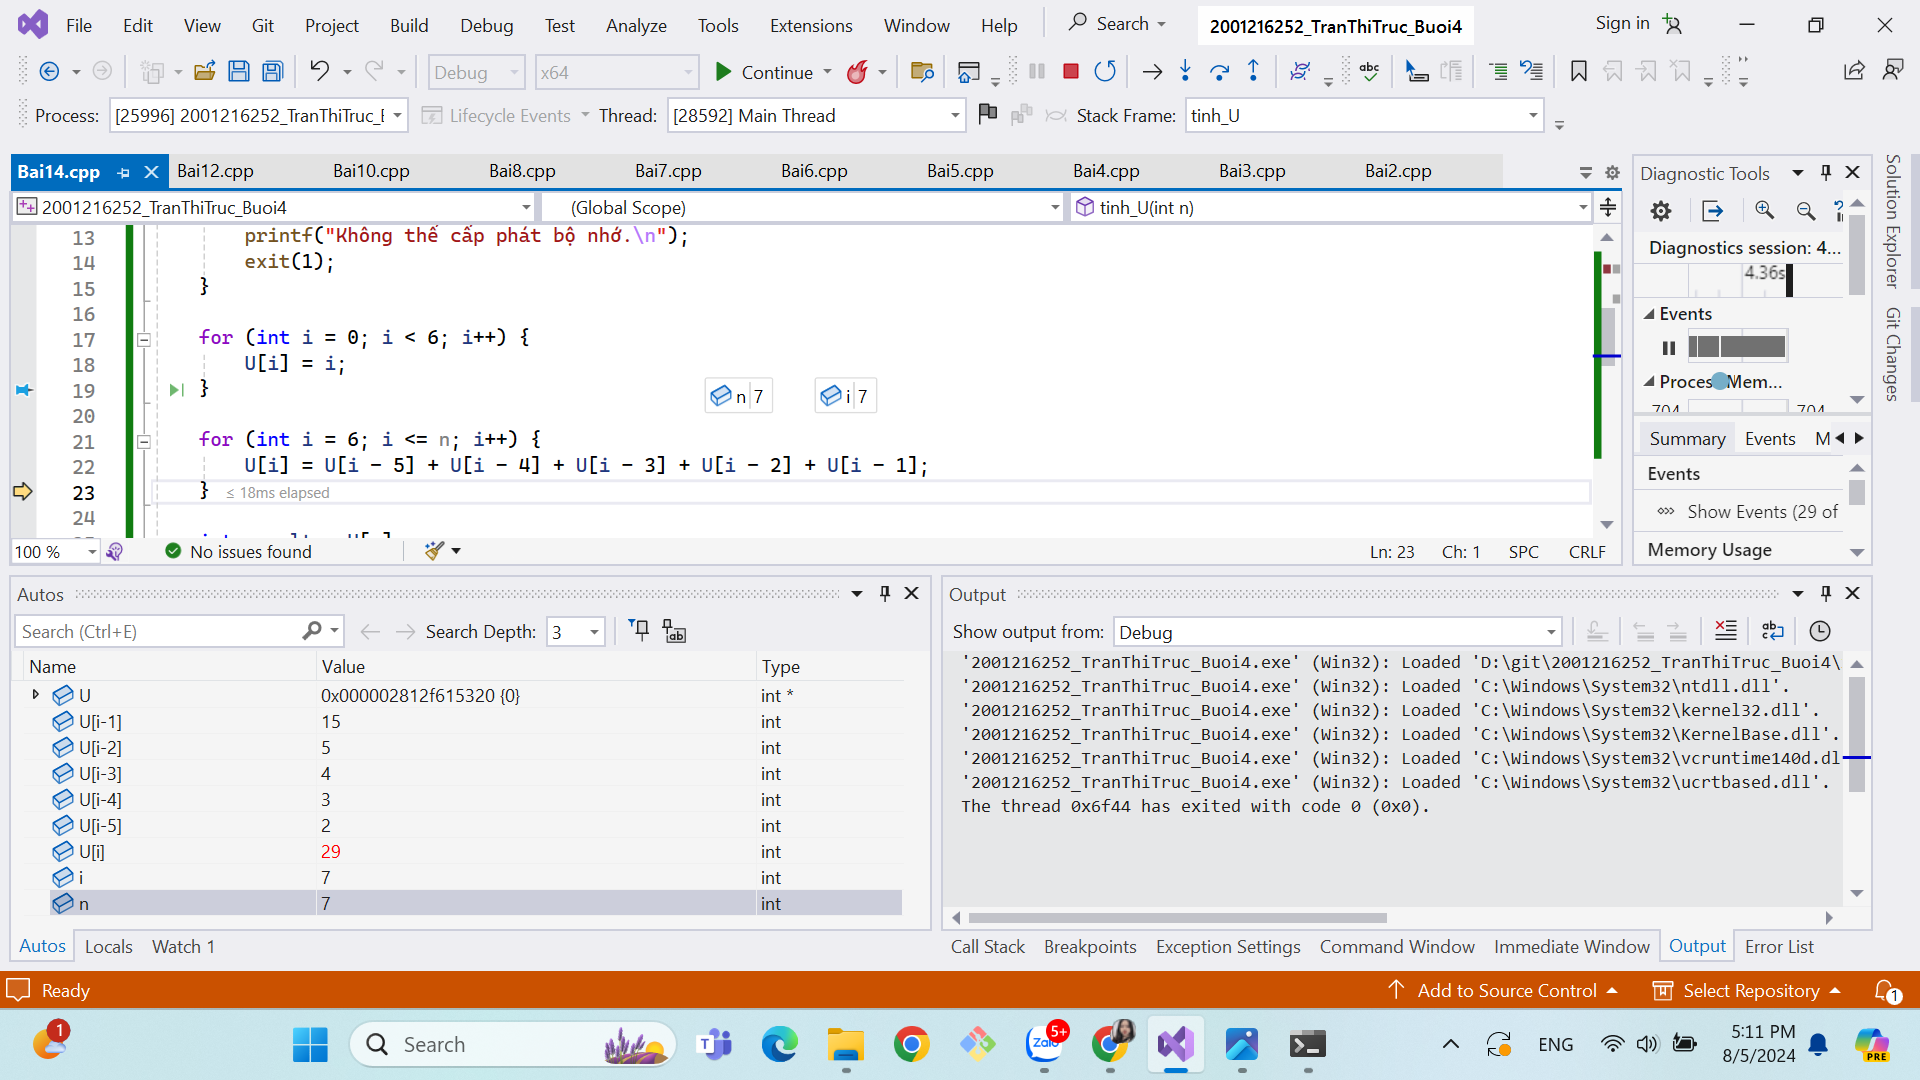 File Edit View Git Project Build Debug Test Analyze Tools Extensions Window Help Search 2001216252_TranThiTruc_Buoi4 Sign in
Debug x64 Continue abc
Process: [25996] 2001216252_TranThiTruc_E Lifecycle Events Thread: [28592] Main Thread Stack Frame: tinh_U
Bai14.cpp Bai12.cpp Bai10.cpp Bai8.cpp Bai7.cpp Bai6.cpp Bai5.cpp Bai4.cpp Bai3.cpp Bai2.cpp
2001216252_TranThiTruc_Buoi4 (Global Scope) tinh_U(int n)
13 printf("Không thể cấp phát bộ nhớ.\n");
14 exit(1);
15 }
16
17 for (int i = 0; i < 6; i++) {
18 U[i] = i;
19 }
n 7 i 7
20
21 for (int i = 6; i <= n; i++) {
22 U[i] = U[i - 5] + U[i - 4] + U[i - 3] + U[i - 2] + U[i - 1];
23 } ≤ 18ms elapsed
24
100 % No issues found Ln: 23 Ch: 1 SPC CRLF
Diagnostic Tools
Diagnostics session: 4...
4.36s
Events
Process Mem...
704 704
Summary Events M
Events
Show Events (29 of
Memory Usage
Solution Explorer
Git Changes
Autos
Search (Ctrl+E) Search Depth: 3
Name Value Type
U 0x000002812f615320 {0} int *
U[i-1] 15 int
U[i-2] 5 int
U[i-3] 4 int
U[i-4] 3 int
U[i-5] 2 int
U[i] 29 int
i 7 int
n 7 int
Autos Locals Watch 1
Output
Show output from: Debug
'2001216252_TranThiTruc_Buoi4.exe' (Win32): Loaded 'D:\git\2001216252_TranThiTruc_Buoi4\
'2001216252_TranThiTruc_Buoi4.exe' (Win32): Loaded 'C:\Windows\System32\ntdll.dll'.
'2001216252_TranThiTruc_Buoi4.exe' (Win32): Loaded 'C:\Windows\System32\kernel32.dll'.
'2001216252_TranThiTruc_Buoi4.exe' (Win32): Loaded 'C:\Windows\System32\KernelBase.dll'.
'2001216252_TranThiTruc_Buoi4.exe' (Win32): Loaded 'C:\Windows\System32\vcruntime140d.dl
'2001216252_TranThiTruc_Buoi4.exe' (Win32): Loaded 'C:\Windows\System32\ucrtbased.dll'.
The thread 0x6f44 has exited with code 0 (0x0).
Call Stack Breakpoints Exception Settings Command Window Immediate Window Output Error List
Ready Add to Source Control Select Repository 1
1 Search 5+ Zalo ENG 5:11 PM
8/5/2024 PRE